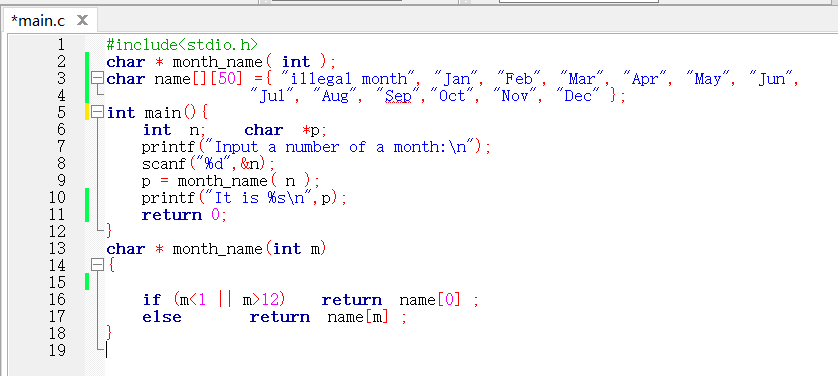 *main.c X
1 #include<stdio.h>
2 char * month_name( int );
3 char name[][50] ={ "illegal month", "Jan", "Feb", "Mar", "Apr", "May", "Jun",
4 "Jul", "Aug", "Sep","Oct", "Nov", "Dec" };
5 int main(){
6 int n; char *p;
7 printf("Input a number of a month:\n");
8 scanf("%d",&n);
9 p = month_name( n );
10 printf("It is %s\n",p);
11 return 0;
12 }
13 char * month_name(int m)
14 {
15
16 if (m<1 || m>12) return name[0] ;
17 else return name[m] ;
18 }
19